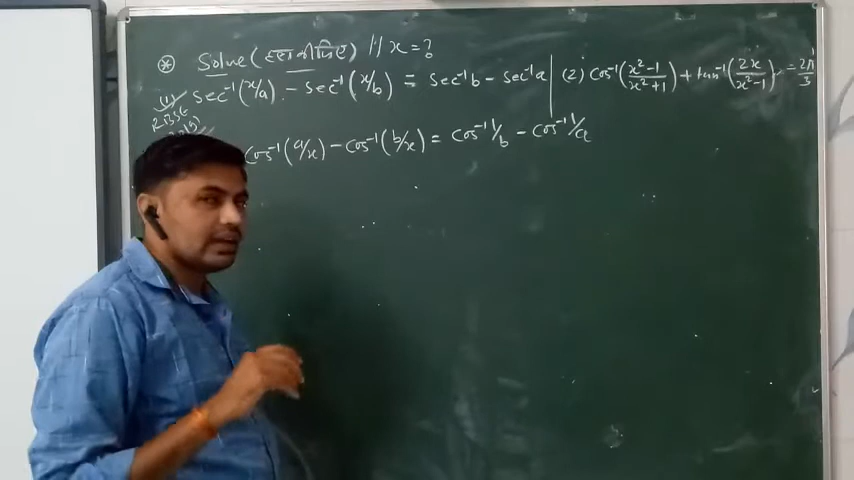 ⊛ Solve (हल कीजिए) // x = ?
(1) sec⁻¹(x/a) - sec⁻¹(x/b) = sec⁻¹b - sec⁻¹a | (2) cos⁻¹((x²-1)/(x²+1)) + tan⁻¹(2x/(x²-1)) = 2π/3
RBSE
cos⁻¹(a/x) - cos⁻¹(b/x) = cos⁻¹ 1/b - cos⁻¹ 1/a